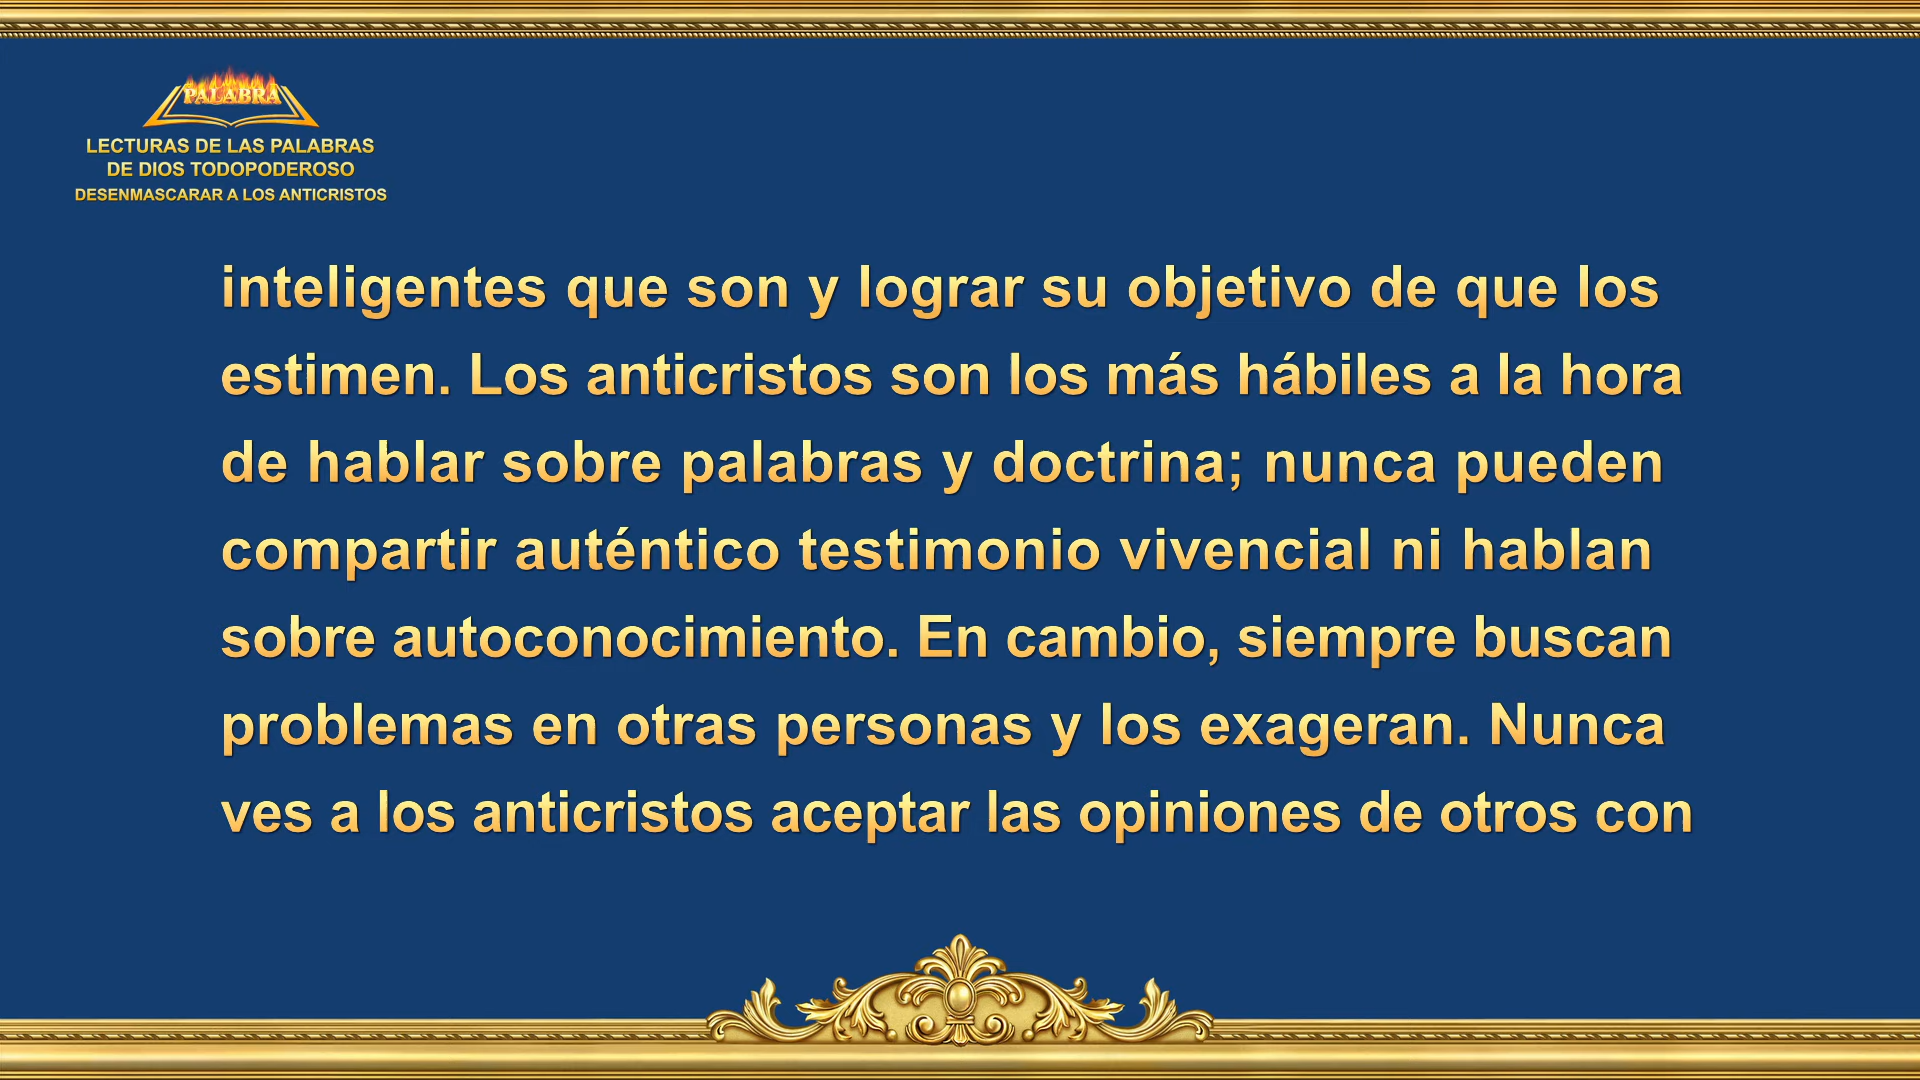 PALABRA
LECTURAS DE LAS PALABRAS
DE DIOS TODOPODEROSO
DESENMASCARAR A LOS ANTICRISTOS
inteligentes que son y lograr su objetivo de que los
estimen. Los anticristos son los más hábiles a la hora
de hablar sobre palabras y doctrina; nunca pueden
compartir auténtico testimonio vivencial ni hablan
sobre autoconocimiento. En cambio, siempre buscan
problemas en otras personas y los exageran. Nunca
ves a los anticristos aceptar las opiniones de otros con